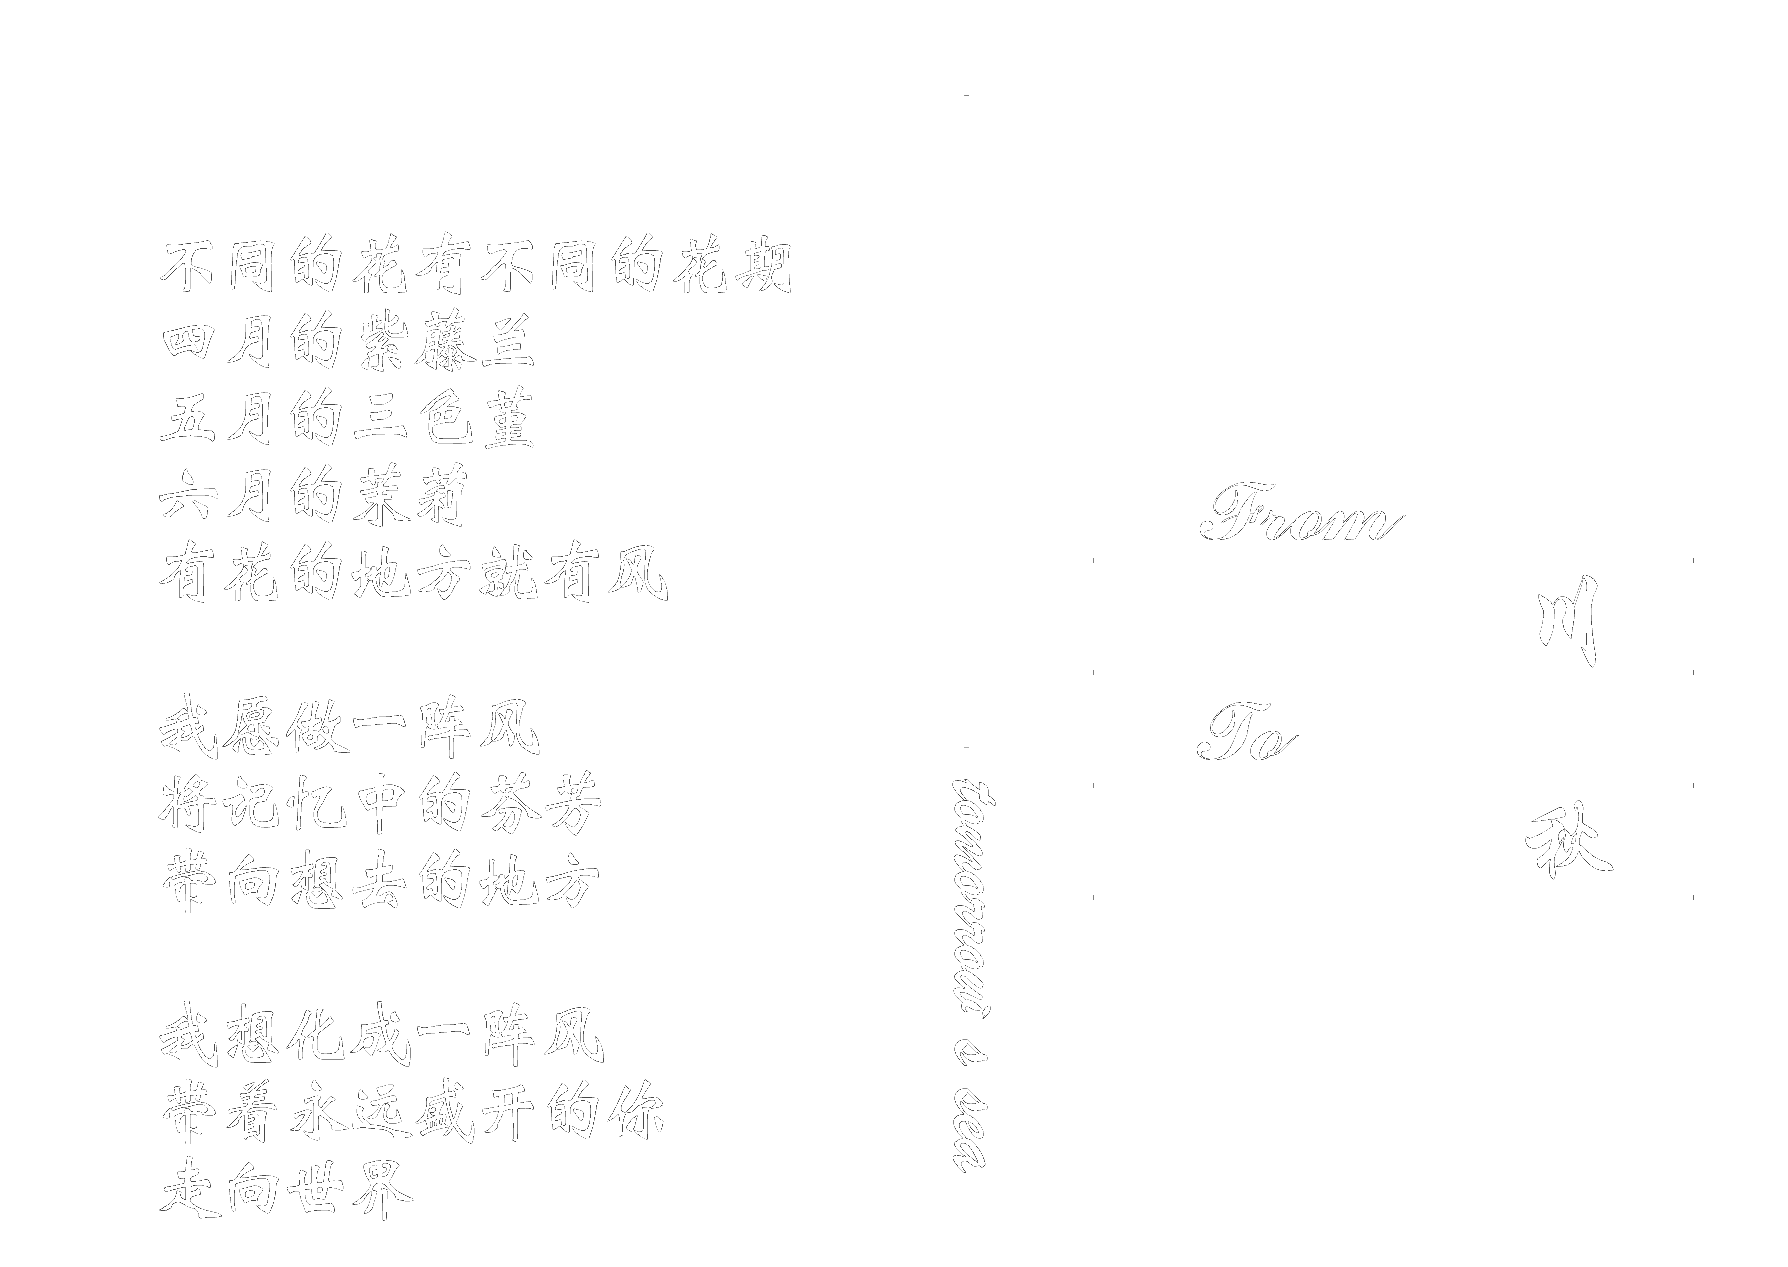 不同的花有不同的花期
四月的紫藤兰
五月的三色堇
六月的茉莉
有花的地方就有风
我愿做一阵风
将记忆中的芬芳
带向想去的地方
我想化成一阵风
带着永远盛开的你
走向世界
tomorrow s sea
From
川
To
秋